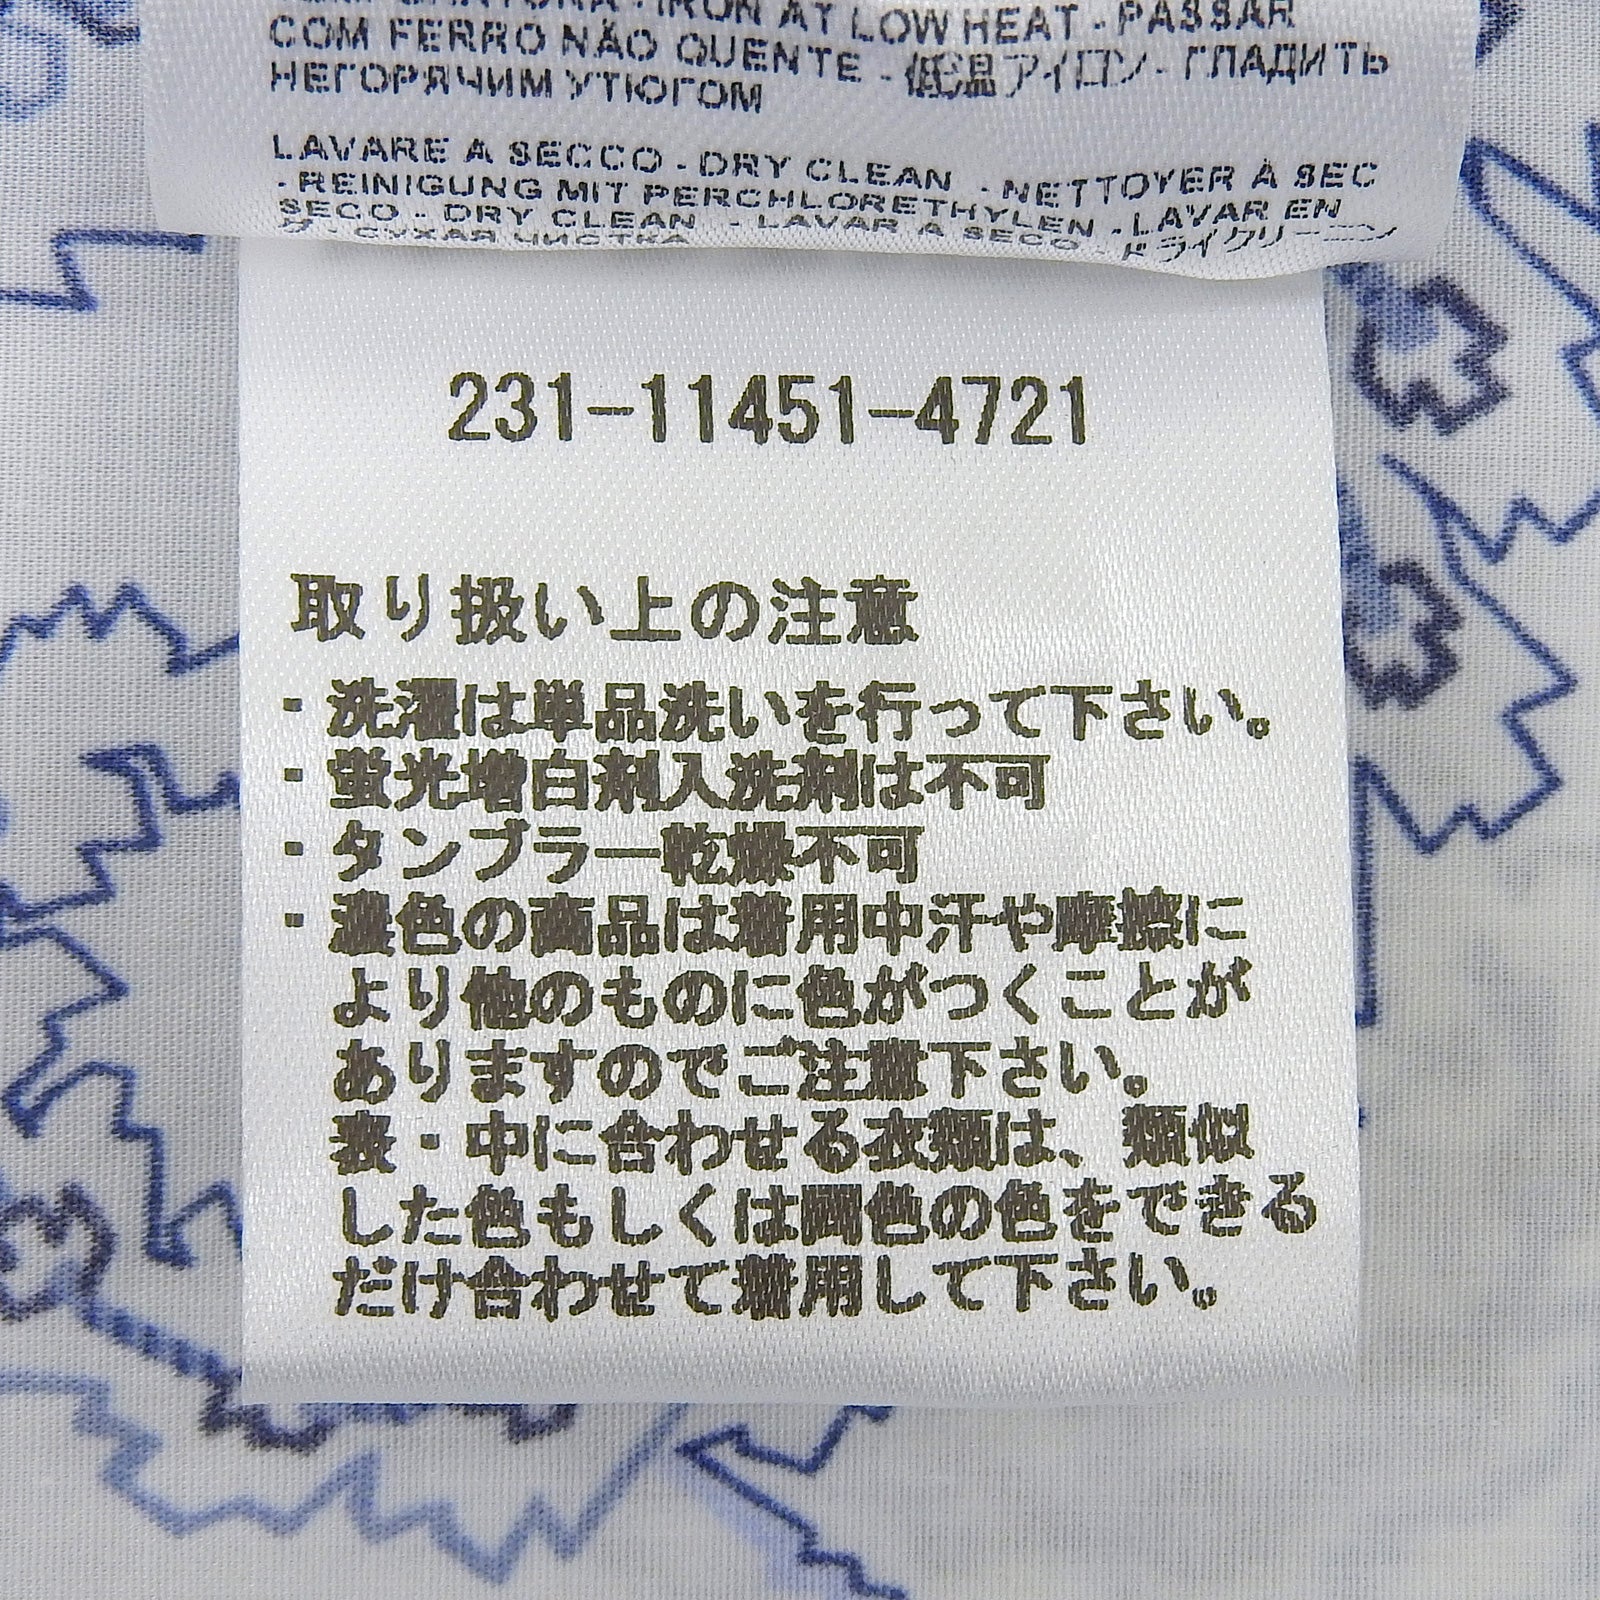 IRON AT LOW HEAT - PASSAR
COM FERRO NÃO QUENTE - 低温アイロン - ГЛАДИТЬ
НЕГОРЯЧИМ УТЮГОМ
LAVARE A SECCO - DRY CLEAN - NETTOYER À SEC
- REINIGUNG MIT PERCHLORETHYLEN - LAVAR EN
SECO - DRY CLEAN - LAVAR A SECO - ドライクリーニン
グ - СУХАЯ ЧИСТКА
231-11451-4721
取り扱い上の注意
・洗濯は単品洗いを行って下さい。
・蛍光増白剤入洗剤は不可
・タンブラー乾燥不可
・濃色の商品は着用中汗や摩擦に
より他のものに色がつくことが
ありますのでご注意下さい。
表・中に合わせる衣類は、類似
した色もしくは同色の色をできる
だけ合わせて着用して下さい。